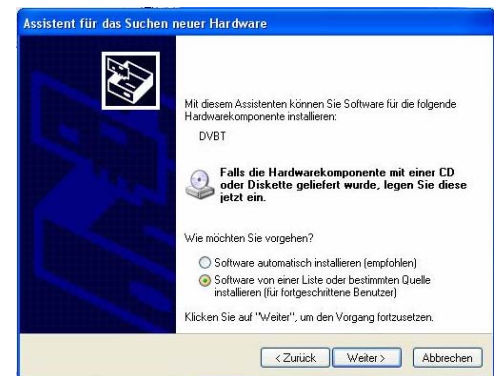 Assistent für das Suchen neuer Hardware
Mit diesem Assistenten können Sie Software für die folgende
Hardwarekomponente installieren:
DVBT
Falls die Hardwarekomponente mit einer CD
oder Diskette geliefert wurde, legen Sie diese
jetzt ein.
Wie möchten Sie vorgehen?
Software automatisch installieren (empfohlen)
Software von einer Liste oder bestimmten Quelle
installieren (für fortgeschrittene Benutzer)
Klicken Sie auf "Weiter", um den Vorgang fortzusetzen.
< Zurück
Weiter >
Abbrechen